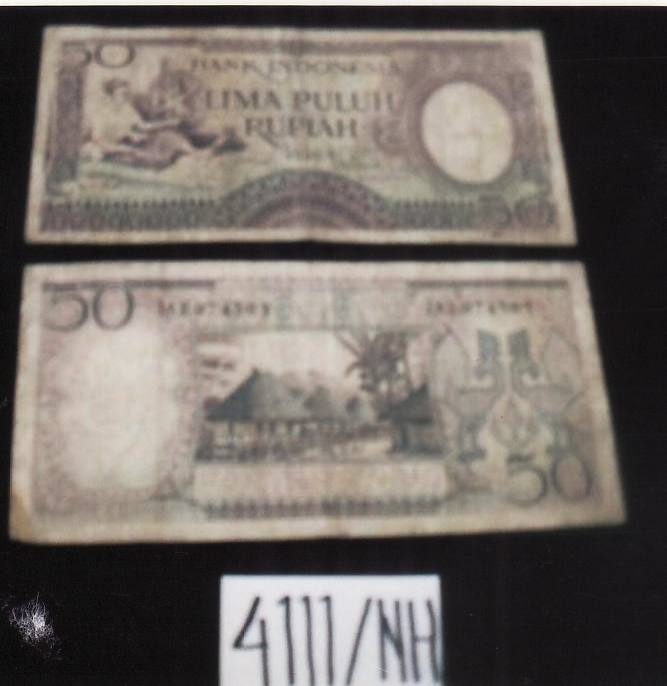 50
BANK INDONESIA
LIMA PULUH
RUPIAH
50
50
50
4111/NH